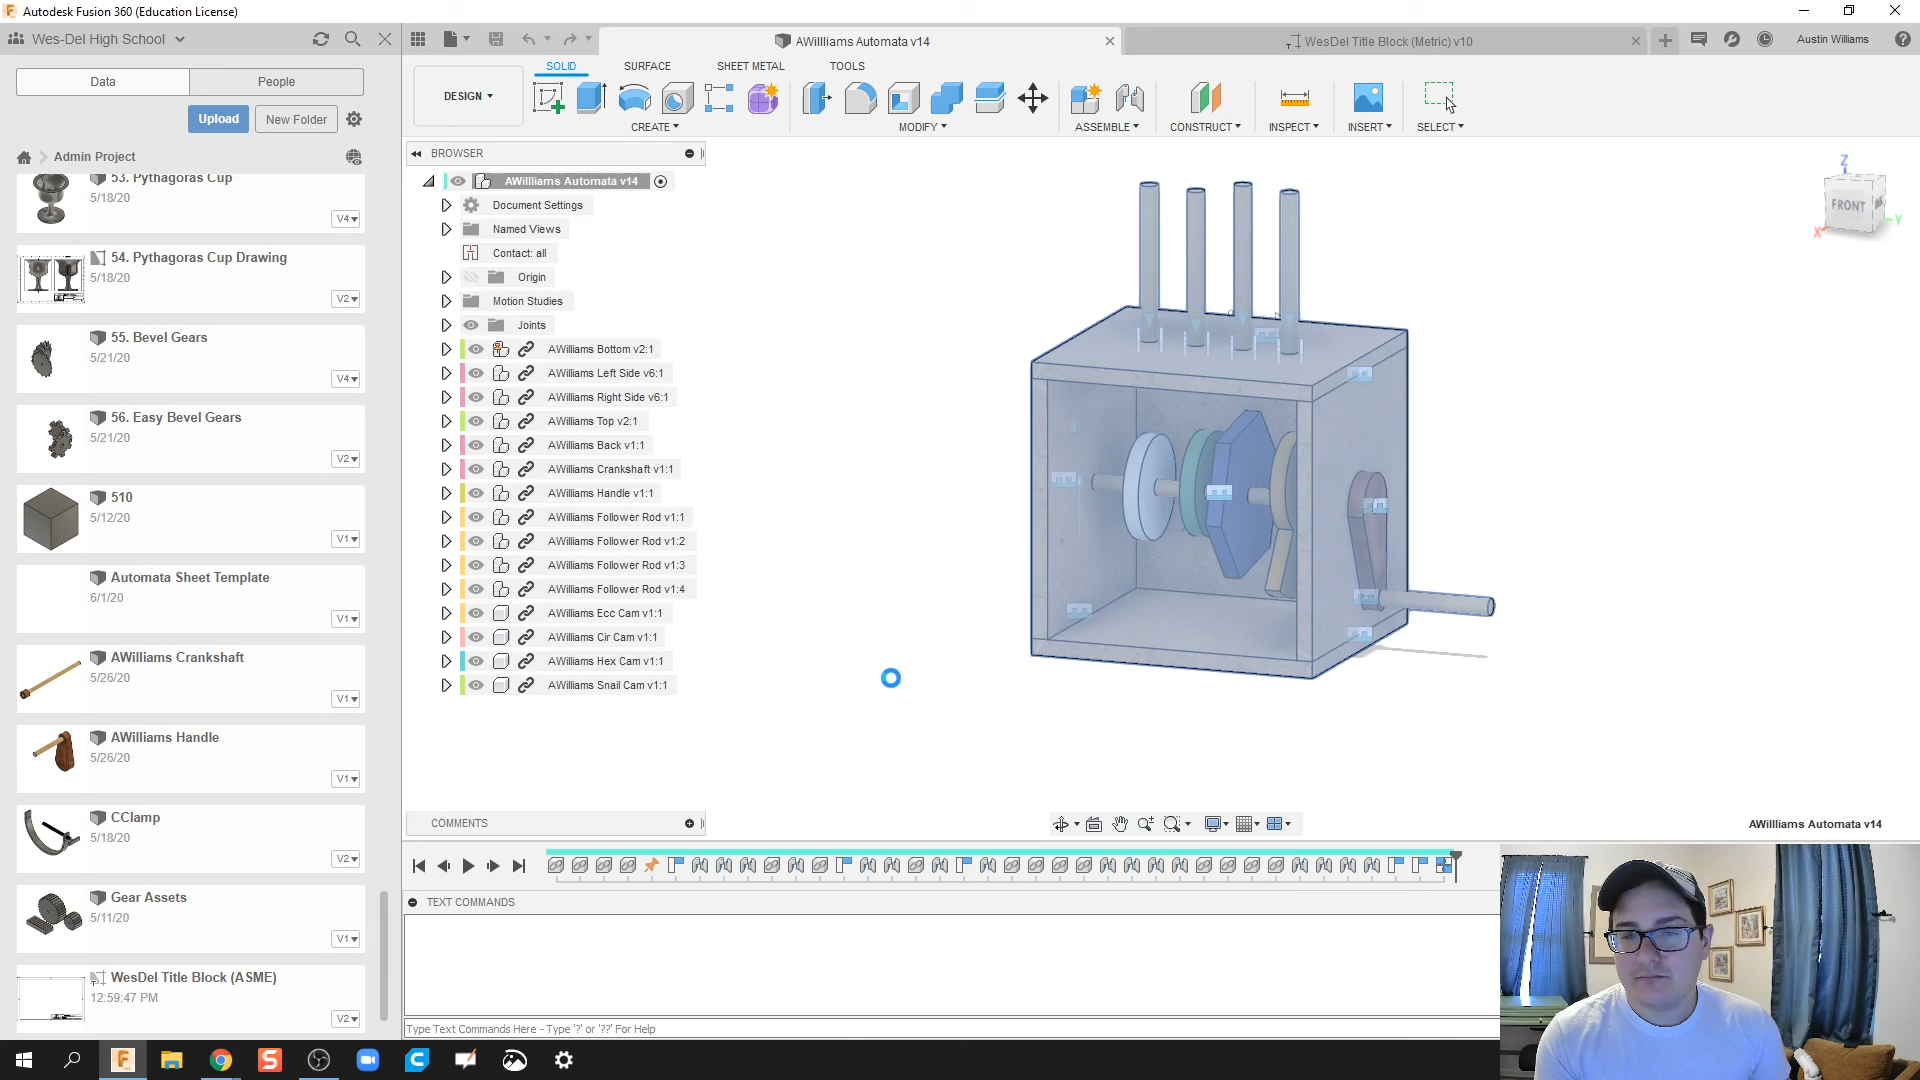 Autodesk Fusion 360 (Education License)
Wes-Del High School
AWillliams Automata v14
WesDel Title Block (Metric) v10
Austin Williams
Data
People
Upload
New Folder
Admin Project
53. Pythagoras Cup
5/18/20
V4
54. Pythagoras Cup Drawing
5/18/20
V2
55. Bevel Gears
5/21/20
V4
56. Easy Bevel Gears
5/21/20
V2
510
5/12/20
V1
Automata Sheet Template
6/1/20
V1
AWilliams Crankshaft
5/26/20
V1
AWilliams Handle
5/26/20
V1
CClamp
5/18/20
V2
Gear Assets
5/11/20
V1
WesDel Title Block (ASME)
12:59:47 PM
V2
SOLID
SURFACE
SHEET METAL
TOOLS
DESIGN
CREATE
MODIFY
ASSEMBLE
CONSTRUCT
INSPECT
INSERT
SELECT
BROWSER
AWillliams Automata v14
Document Settings
Named Views
Contact: all
Origin
Motion Studies
Joints
AWilliams Bottom v2:1
AWilliams Left Side v6:1
AWilliams Right Side v6:1
AWilliams Top v2:1
AWilliams Back v1:1
AWilliams Crankshaft v1:1
AWilliams Handle v1:1
AWilliams Follower Rod v1:1
AWilliams Follower Rod v1:2
AWilliams Follower Rod v1:3
AWilliams Follower Rod v1:4
AWilliams Ecc Cam v1:1
AWilliams Cir Cam v1:1
AWilliams Hex Cam v1:1
AWilliams Snail Cam v1:1
Z
FRONT
Y
X
COMMENTS
AWillliams Automata v14
TEXT COMMANDS
Type Text Commands Here - Type '?' or '??' For Help